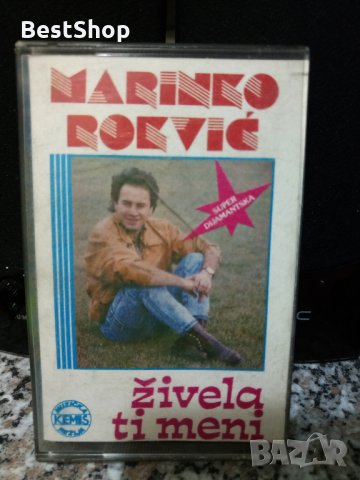 BestShop
MARINKO
ROKVIĆ
SUPER
DIJAMANTSKA
KEMIS
živela
ti meni
BAZAR